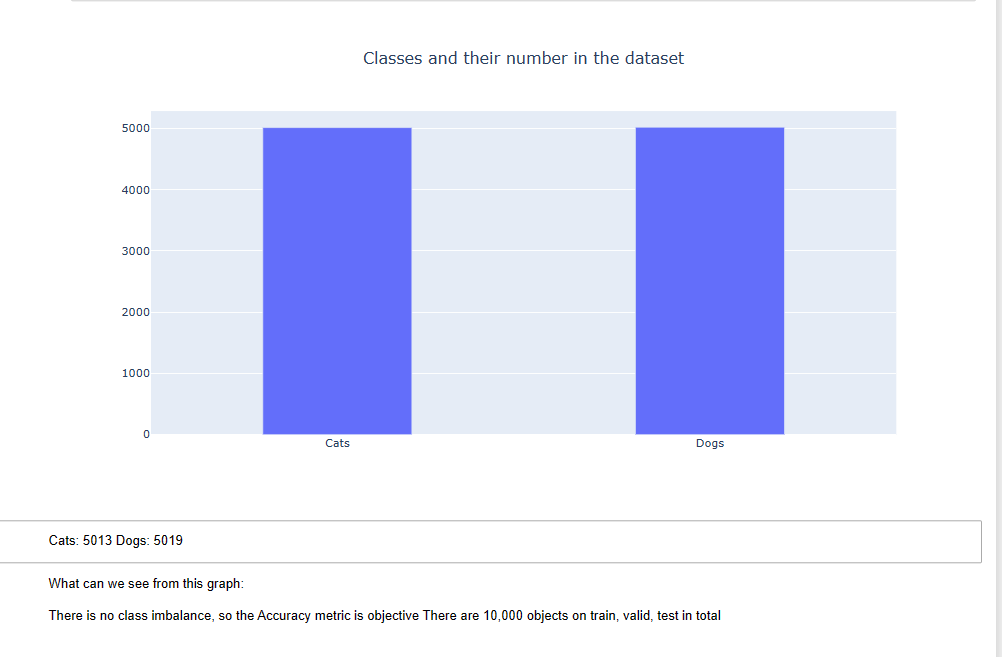 Classes and their number in the dataset
5000
4000
3000
2000
1000
0
Cats Dogs
Cats: 5013 Dogs: 5019
What can we see from this graph:
There is no class imbalance, so the Accuracy metric is objective There are 10,000 objects on train, valid, test in total